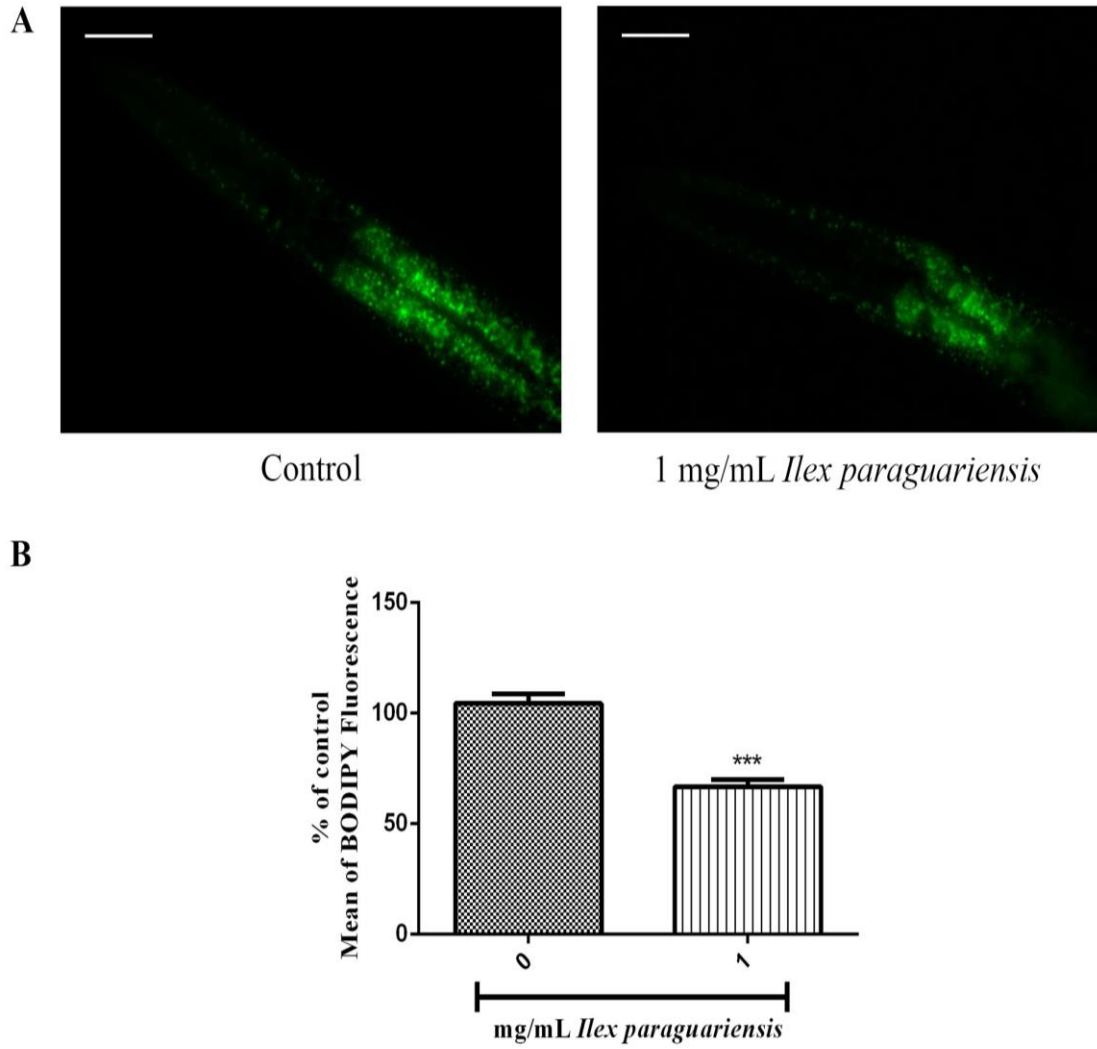 A
Control
1 mg/mL Ilex paraguariensis
B
% of control
Mean of BODIPY Fluorescence
150
100
50
0
***
0
1
mg/mL Ilex paraguariensis